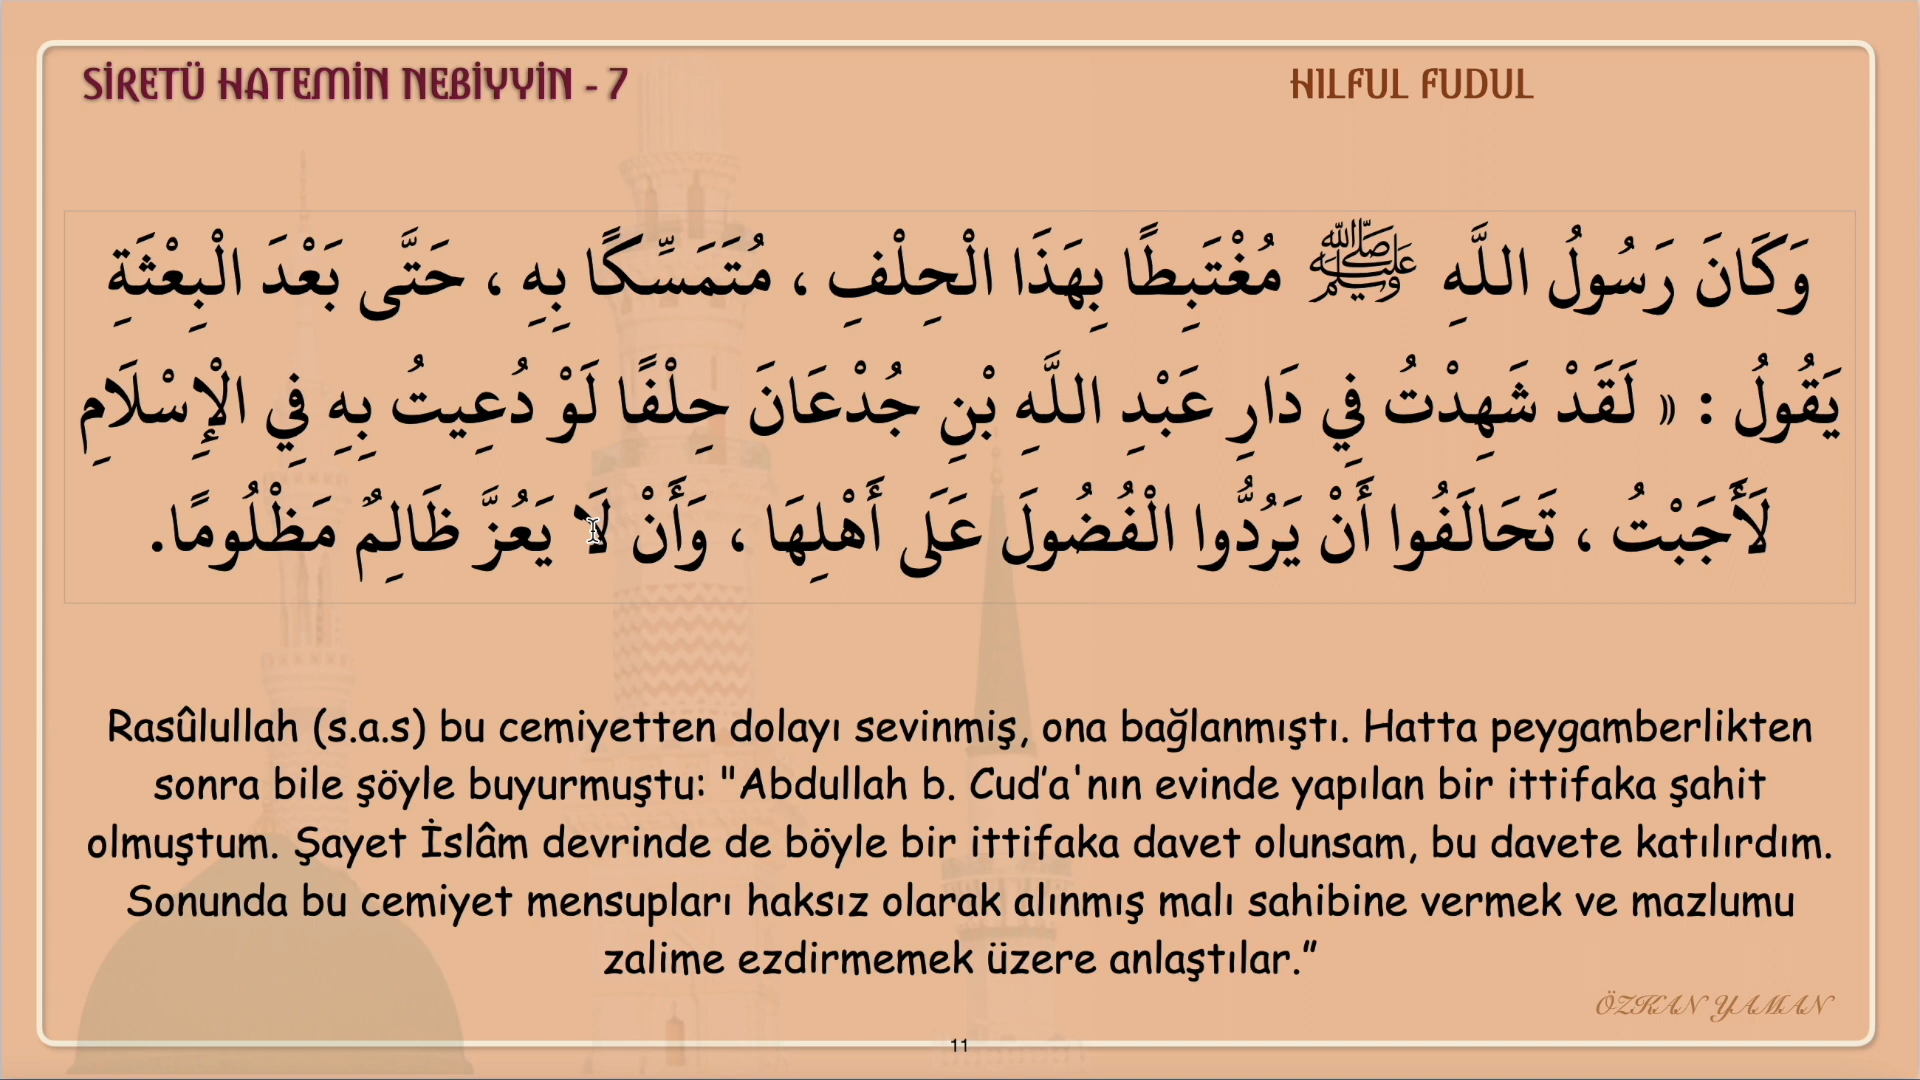 SİRETÜ HATEMİN NEBİYYİN - 7
HILFUL FUDUL
وَكَانَ رَسُولُ اللَّهِ ﷺ مُغْتَبِطًا بِهَذَا الْحِلْفِ ، مُتَمَسِّكًا بِهِ ، حَتَّى بَعْدَ الْبِعْثَةِ
يَقُولُ : « لَقَدْ شَهِدْتُ فِي دَارِ عَبْدِ اللَّهِ بْنِ جُدْعَانَ حِلْفًا لَوْ دُعِيتُ بِهِ فِي الْإِسْلَامِ
لَأَجَبْتُ ، تَحَالَفُوا أَنْ يَرُدُّوا الْفُضُولَ عَلَى أَهْلِهَا ، وَأَنْ لَا يَعُزَّ ظَالِمٌ مَظْلُومًا.
Rasûlullah (s.a.s) bu cemiyetten dolayı sevinmiş, ona bağlanmıştı. Hatta peygamberlikten
sonra bile şöyle buyurmuştu: "Abdullah b. Cud’a'nın evinde yapılan bir ittifaka şahit
olmuştum. Şayet İslâm devrinde de böyle bir ittifaka davet olunsam, bu davete katılırdım.
Sonunda bu cemiyet mensupları haksız olarak alınmış malı sahibine vermek ve mazlumu
zalime ezdirmemek üzere anlaştılar.”
ÖZKAN YAMAN
11